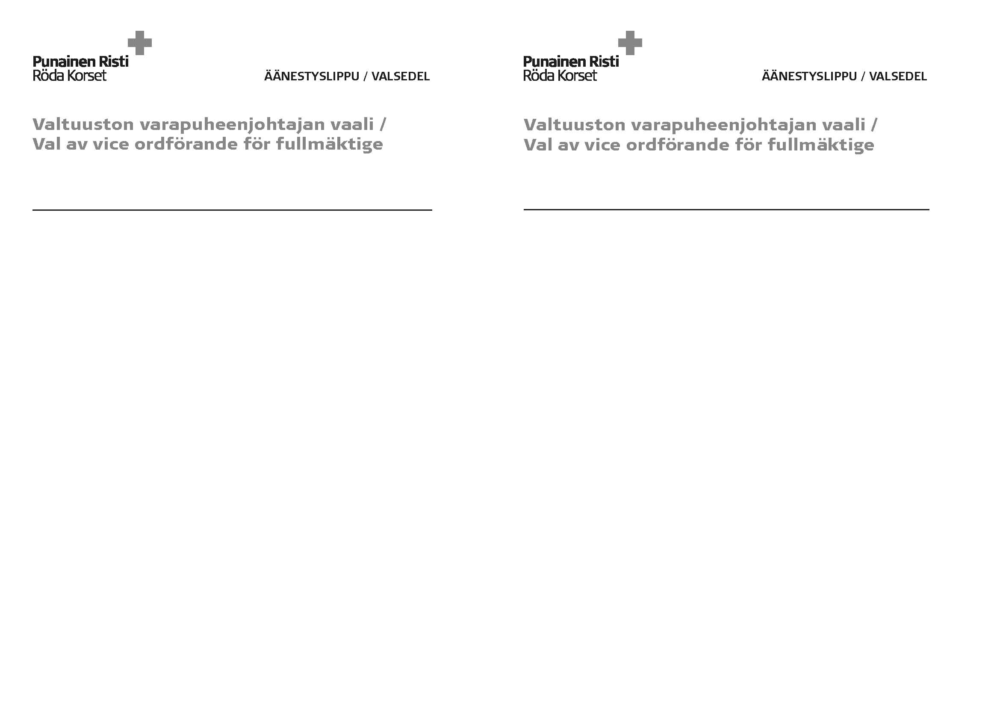 Punainen Risti
Röda Korset
ÄÄNESTYSLIPPU / VALSEDEL
Valtuuston varapuheenjohtajan vaali /
Val av vice ordförande för fullmäktige
Punainen Risti
Röda Korset
ÄÄNESTYSLIPPU / VALSEDEL
Valtuuston varapuheenjohtajan vaali /
Val av vice ordförande för fullmäktige